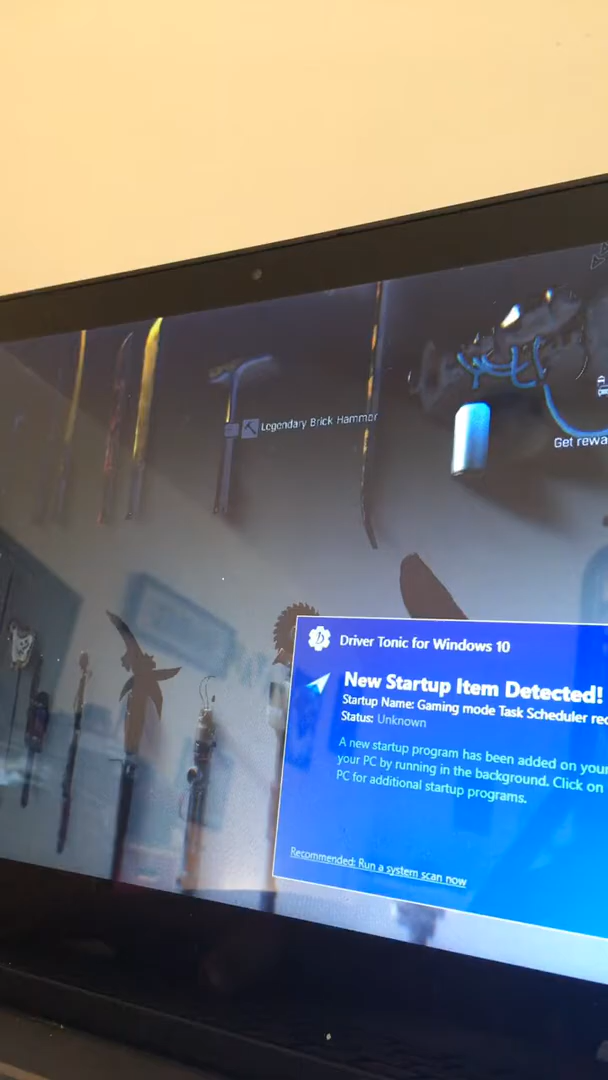 Legendary Brick Hammer
Get rewa
Driver Tonic for Windows 10
New Startup Item Detected!
Startup Name: Gaming mode Task Scheduler rec
Status: Unknown
A new startup program has been added on your
your PC by running in the background. Click on
PC for additional startup programs.
Recommended: Run a system scan now